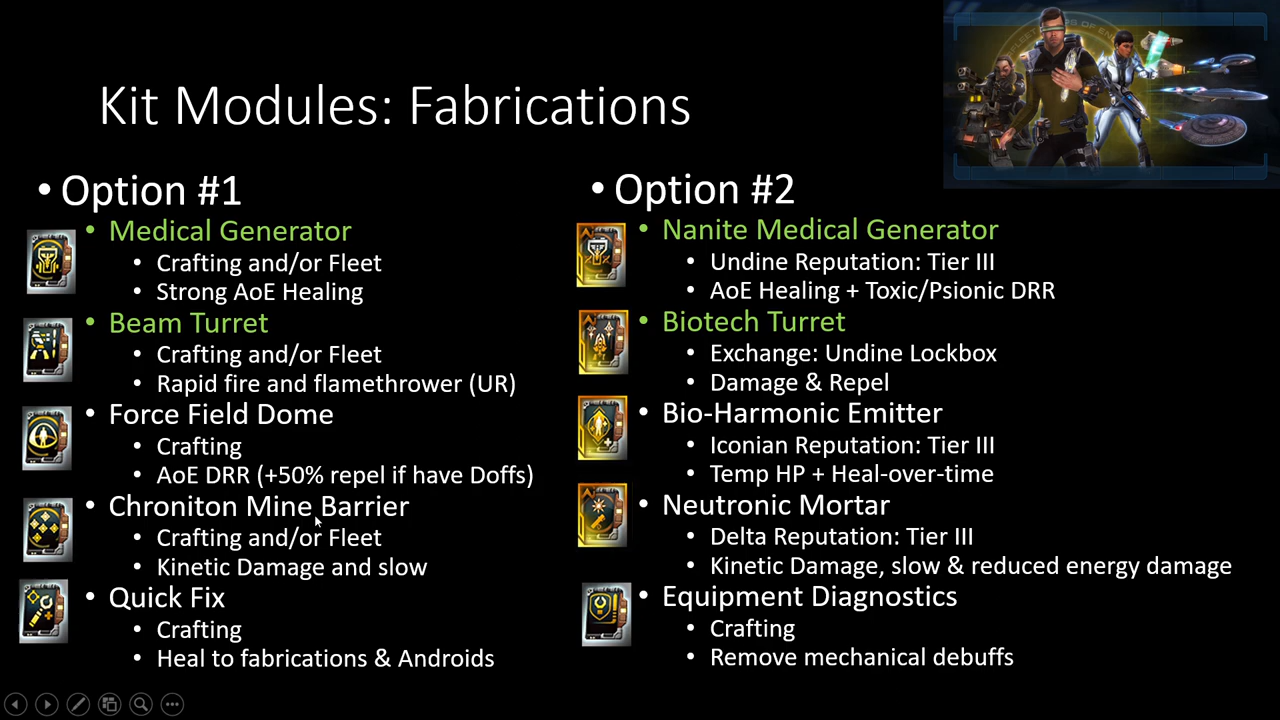 Kit Modules: Fabrications
• Option #1
• Medical Generator
• Crafting and/or Fleet
• Strong AoE Healing
• Beam Turret
• Crafting and/or Fleet
• Rapid fire and flamethrower (UR)
• Force Field Dome
• Crafting
• AoE DRR (+50% repel if have Doffs)
• Chroniton Mine Barrier
• Crafting and/or Fleet
• Kinetic Damage and slow
• Quick Fix
• Crafting
• Heal to fabrications & Androids
• Option #2
• Nanite Medical Generator
• Undine Reputation: Tier III
• AoE Healing + Toxic/Psionic DRR
• Biotech Turret
• Exchange: Undine Lockbox
• Damage & Repel
• Bio-Harmonic Emitter
• Iconian Reputation: Tier III
• Temp HP + Heal-over-time
• Neutronic Mortar
• Delta Reputation: Tier III
• Kinetic Damage, slow & reduced energy damage
• Equipment Diagnostics
• Crafting
• Remove mechanical debuffs